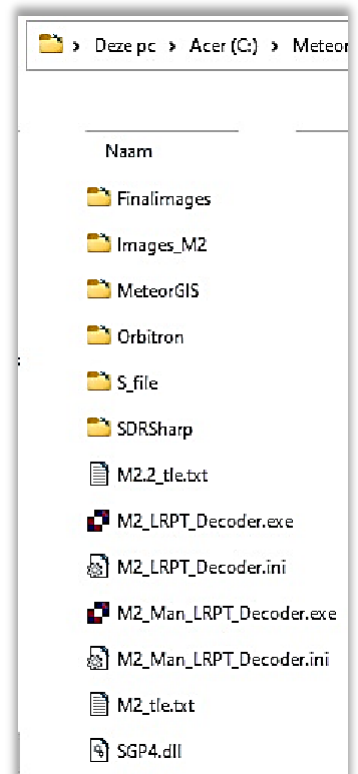 Deze pc > Acer (C:) > Meteor
Naam
Finalimages
Images_M2
MeteorGIS
Orbitron
S_file
SDRSharp
M2.2_tle.txt
M2_LRPT_Decoder.exe
M2_LRPT_Decoder.ini
M2_Man_LRPT_Decoder.exe
M2_Man_LRPT_Decoder.ini
M2_tle.txt
SGP4.dll